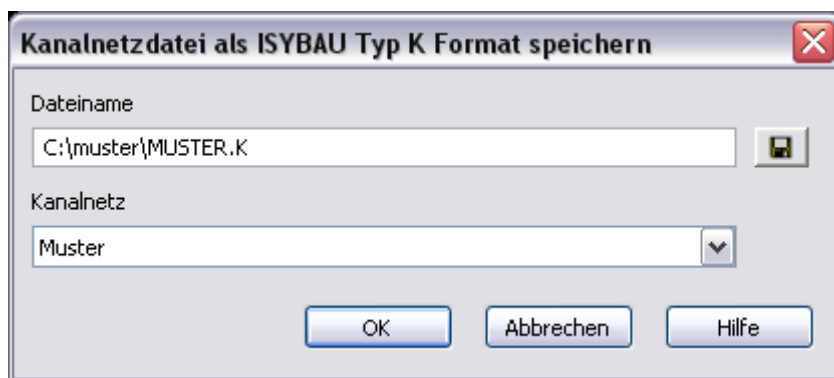 Kanalnetzdatei als ISYBAU Typ K Format speichern
Dateiname
C:\muster\MUSTER.K
Kanalnetz
Muster
OK Abbrechen Hilfe